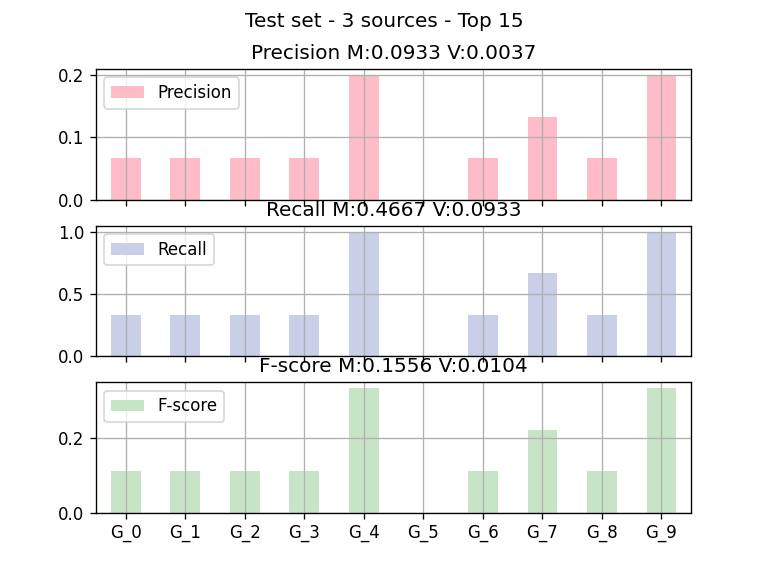 Test set - 3 sources - Top 15
Precision M:0.0933 V:0.0037
0.2
0.1
0.0
Precision
Recall M:0.4667 V:0.0933
1.0
0.5
0.0
Recall
F-score M:0.1556 V:0.0104
0.2
0.0
F-score
G_0 G_1 G_2 G_3 G_4 G_5 G_6 G_7 G_8 G_9